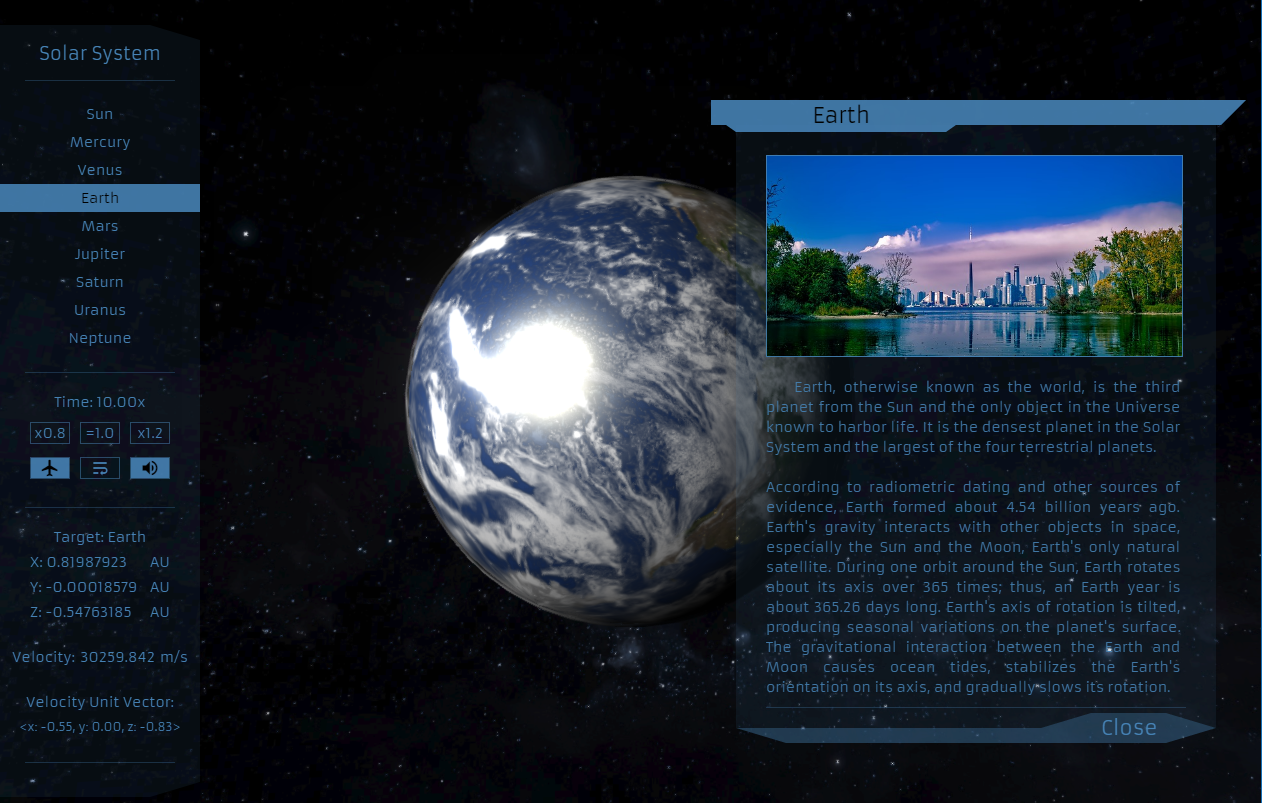 Solar System
Sun
Mercury
Venus
Earth
Mars
Jupiter
Saturn
Uranus
Neptune
Time: 10.00x
x0.8 =1.0 x1.2
Target: Earth
X: 0.81987923 AU
Y: -0.00018579 AU
Z: -0.54763185 AU
Velocity: 30259.842 m/s
Velocity Unit Vector:
<x: -0.55, y: 0.00, z: -0.83>
Earth
Earth, otherwise known as the world, is the third
planet from the Sun and the only object in the Universe
known to harbor life. It is the densest planet in the Solar
System and the largest of the four terrestrial planets.
According to radiometric dating and other sources of
evidence, Earth formed about 4.54 billion years ago.
Earth's gravity interacts with other objects in space,
especially the Sun and the Moon, Earth's only natural
satellite. During one orbit around the Sun, Earth rotates
about its axis over 365 times; thus, an Earth year is
about 365.26 days long. Earth's axis of rotation is tilted,
producing seasonal variations on the planet's surface.
The gravitational interaction between the Earth and
Moon causes ocean tides, stabilizes the Earth's
orientation on its axis, and gradually slows its rotation.
Close